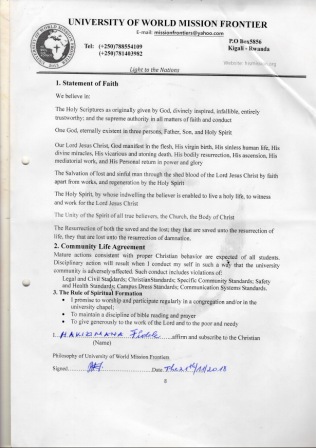 UNIVERSITY OF WORLD MISSION FRONTIER
E-mail: missionfrontiers@yahoo.com
Tel: (+250)788554109
(+250)781403982
P.O Box5856
Kigali - Rwanda
Light to the Nations
1. Statement of Faith
We believe in:
The Holy Scriptures as originally given by God, divinely inspired, infallible, entirely
trustworthy; and the supreme authority in all matters of faith and conduct
One God, eternally existent in three persons, Father, Son, and Holy Spirit
Our Lord Jesus Christ, God manifest in the flesh, His virgin birth, His sinless human life, His
divine miracles, His vicarious and atoning death, His bodily resurrection, His ascension, His
mediatorial work, and His Personal return in power and glory
The Salvation of lost and sinful man through the shed blood of the Lord Jesus Christ by faith
apart from works, and regeneration by the Holy Spirit
The Holy Spirit, by whose indwelling the believer is enabled to live a holy life, to witness
and work for the Lord Jesus Christ
The Unity of the Spirit of all true believers, the Church, the Body of Christ
The Resurrection of both the saved and the lost; they that are saved unto the resurrection of
life, they that are lost unto the resurrection of damnation.
2. Community Life Agreement
Mature actions consistent with proper Christian behavior are expected of all students.
Disciplinary action will result when I conduct my self in such a way that the university
community is adversely affected. Such conduct includes violations of:
Legal and Civil Standards; Christian Standards; Specific Community Standards; Safety
and Health Standards; Campus Dress Standards; Communication Systems Standards.
3. The Role of Spiritual Formation
• I promise to worship and participate regularly in a congregation and/or in the
university chapel;
• To maintain a discipline of bible reading and prayer
• To give generously to the work of the Lord and to the poor and needy
I. HAKIZIMANA Fidele affirm and subscribe to the Christian
(Name)
Philosophy of University of World Mission Frontiers
Signed Date 2018